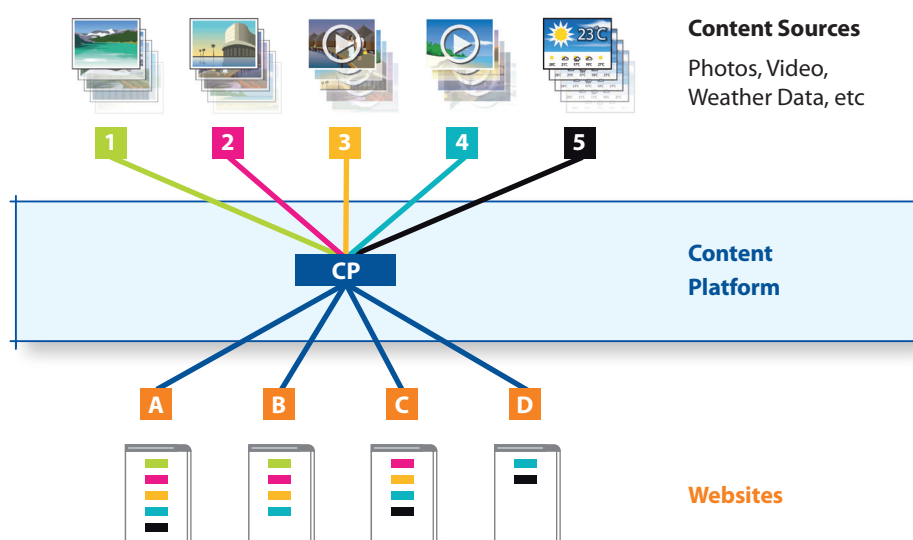 23°C
Content Sources
Photos, Video,
Weather Data, etc
1
2
3
4
5
CP
Content
Platform
A
B
C
D
Websites